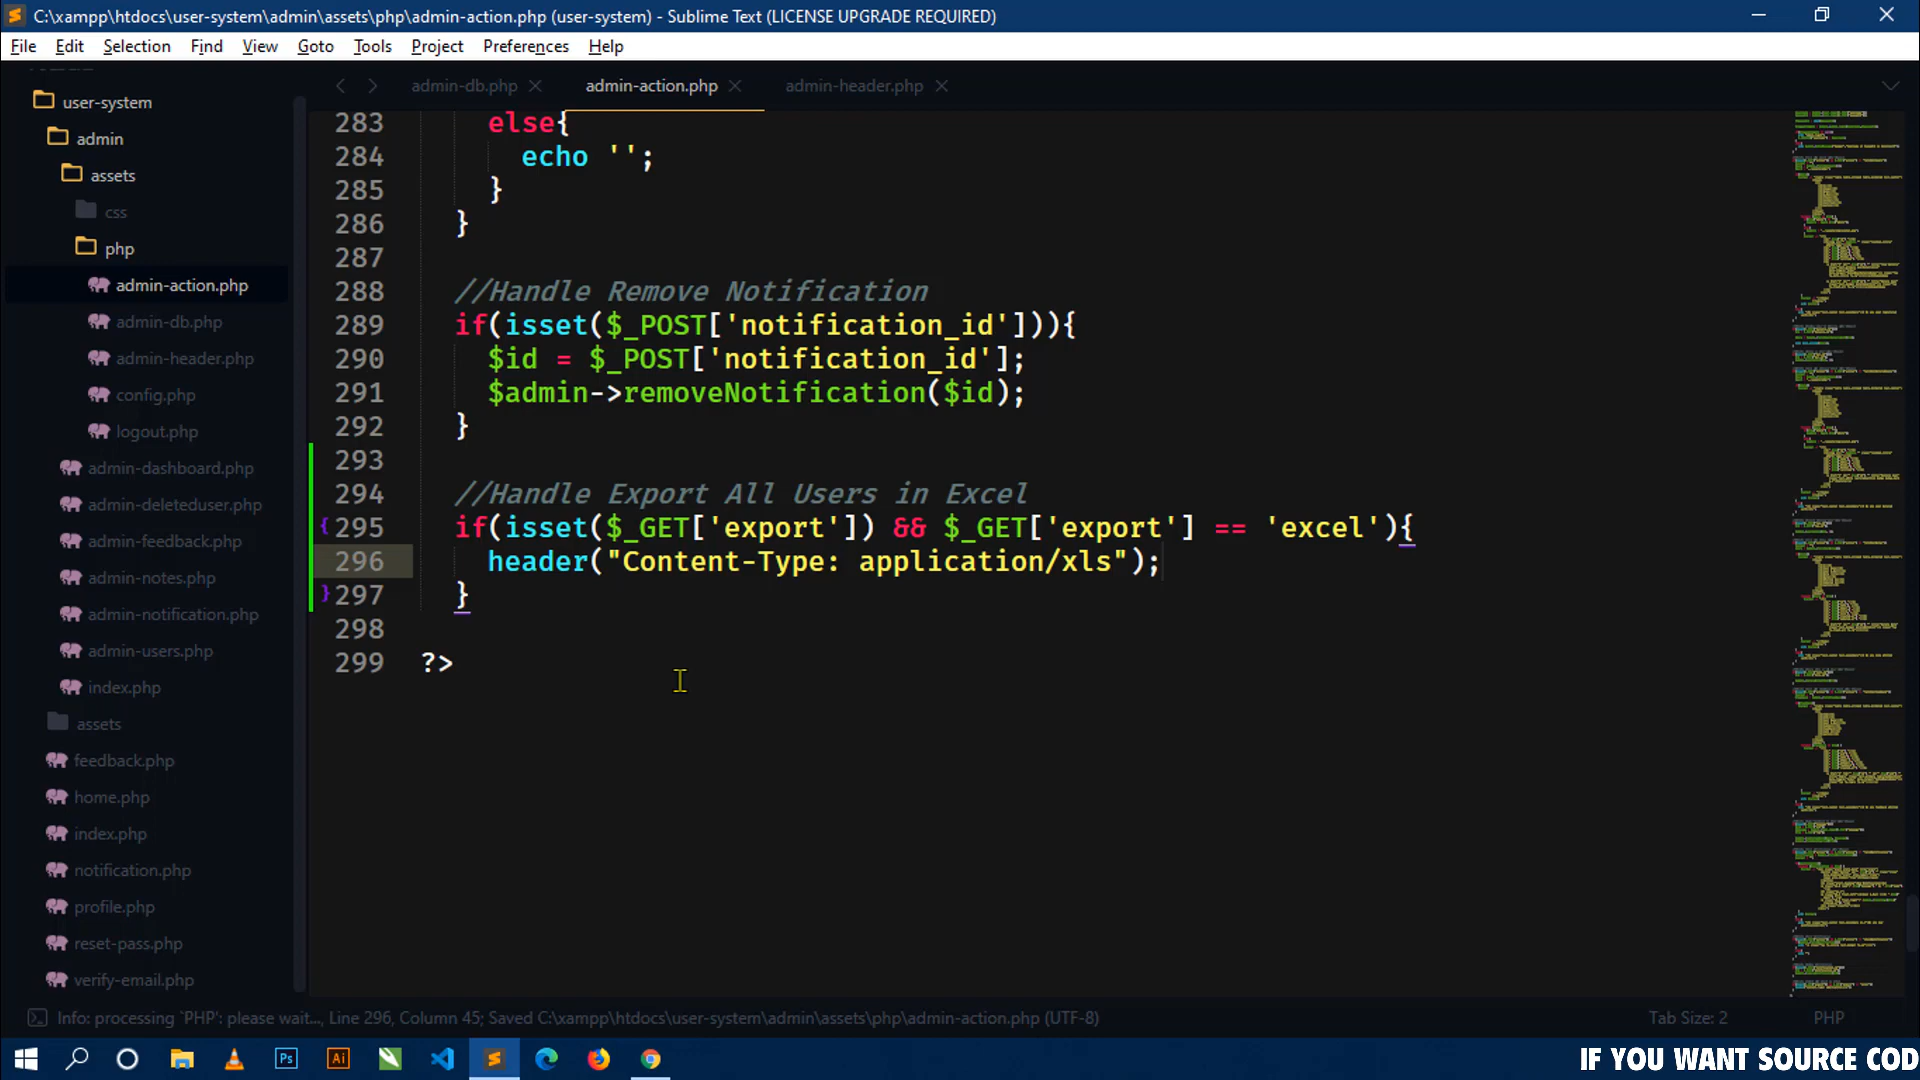 C:\xampp\htdocs\user-system\admin\assets\php\admin-action.php (user-system) - Sublime Text (LICENSE UPGRADE REQUIRED)
File Edit Selection Find View Goto Tools Project Preferences Help
admin-db.php admin-action.php admin-header.php
user-system
admin
assets
css
php
admin-action.php
admin-db.php
admin-header.php
config.php
logout.php
admin-dashboard.php
admin-deleteduser.php
admin-feedback.php
admin-notes.php
admin-notification.php
admin-users.php
index.php
assets
feedback.php
home.php
index.php
notification.php
profile.php
reset-pass.php
verify-email.php
283 else{
284 echo '';
285 }
286 }
287
288 //Handle Remove Notification
289 if(isset($_POST['notification_id'])){
290 $id = $_POST['notification_id'];
291 $admin->removeNotification($id);
292 }
293
294 //Handle Export All Users in Excel
295 if(isset($_GET['export']) && $_GET['export'] == 'excel'){
296 header("Content-Type: application/xls");
297 }
298
299 ?>
Info: processing `PHP': please wait..., Line 296, Column 45; Saved C:\xampp\htdocs\user-system\admin\assets\php\admin-action.php (UTF-8) Tab Size: 2 PHP
Ps Ai
IF YOU WANT SOURCE COD